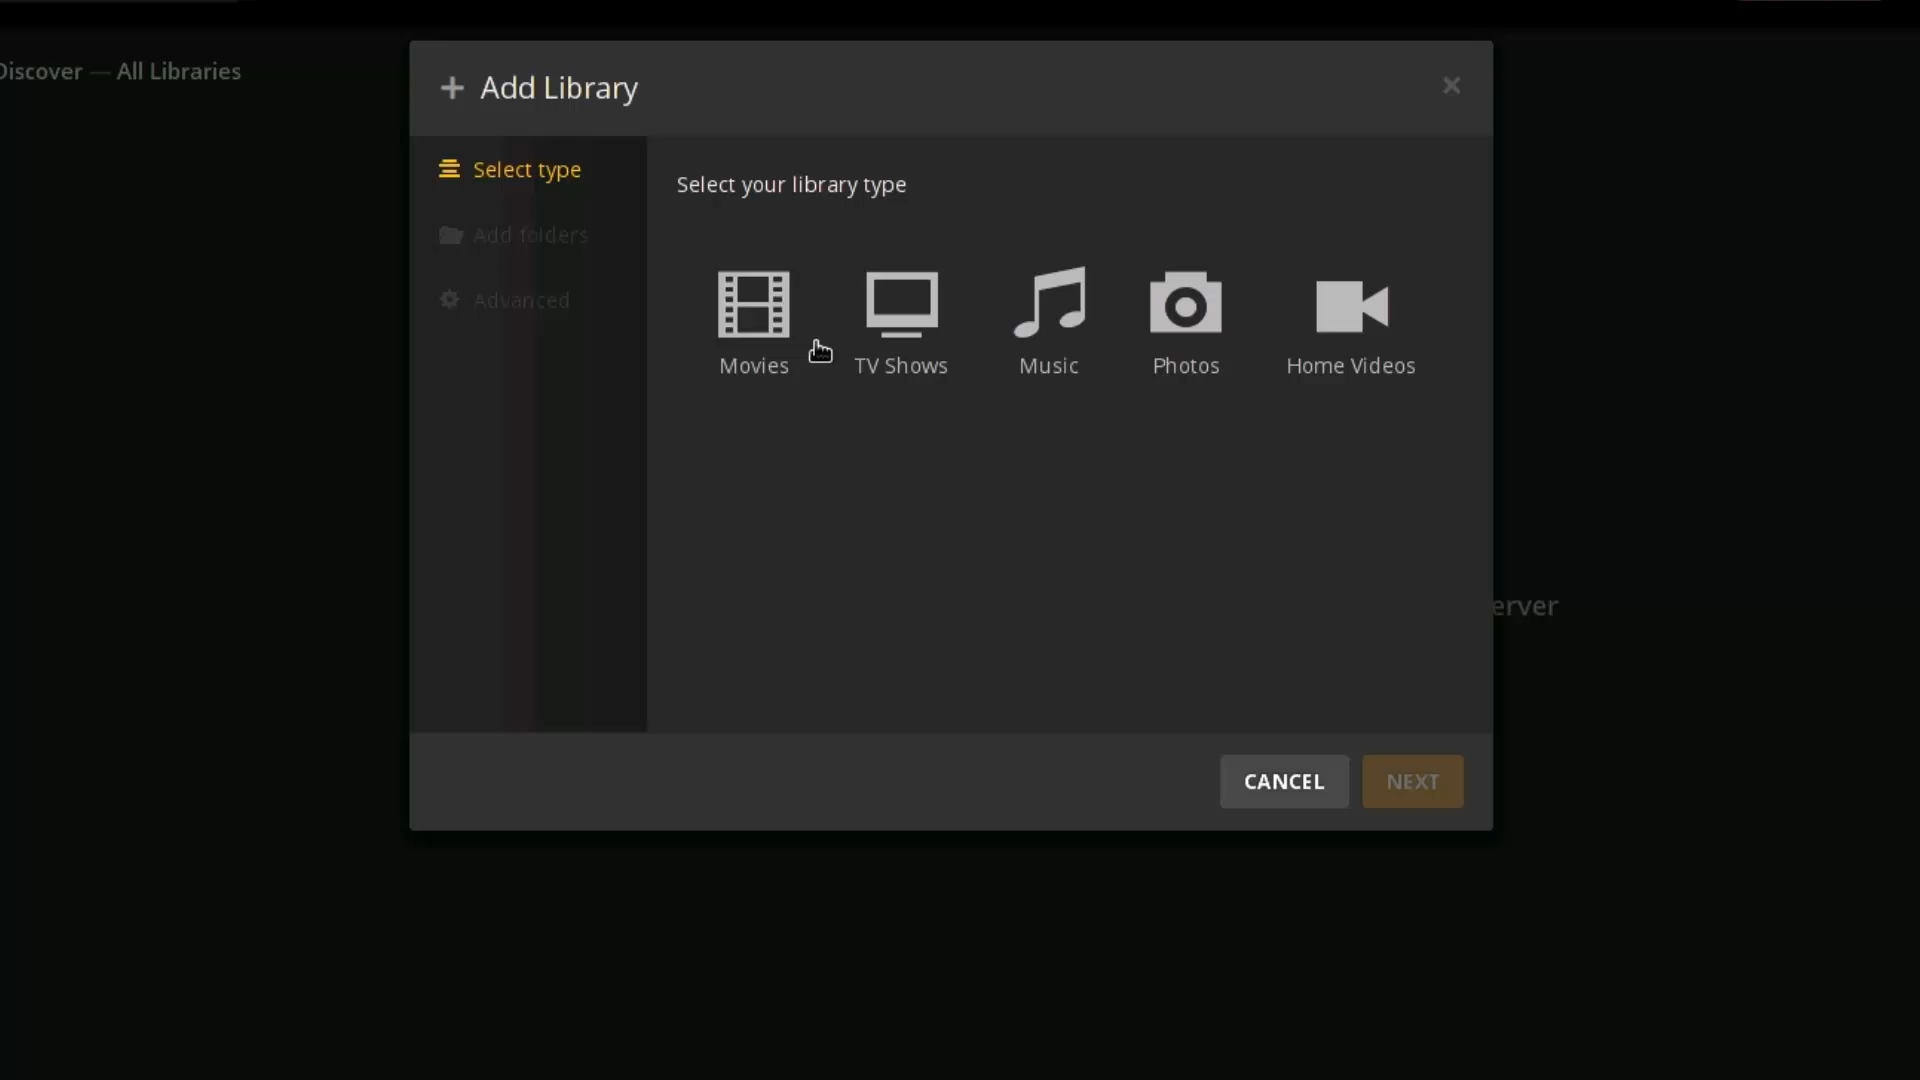 Discover — All Libraries
Add Library
Select type
Add folders
Advanced
Select your library type
Movies
TV Shows
Music
Photos
Home Videos
erver
CANCEL
NEXT